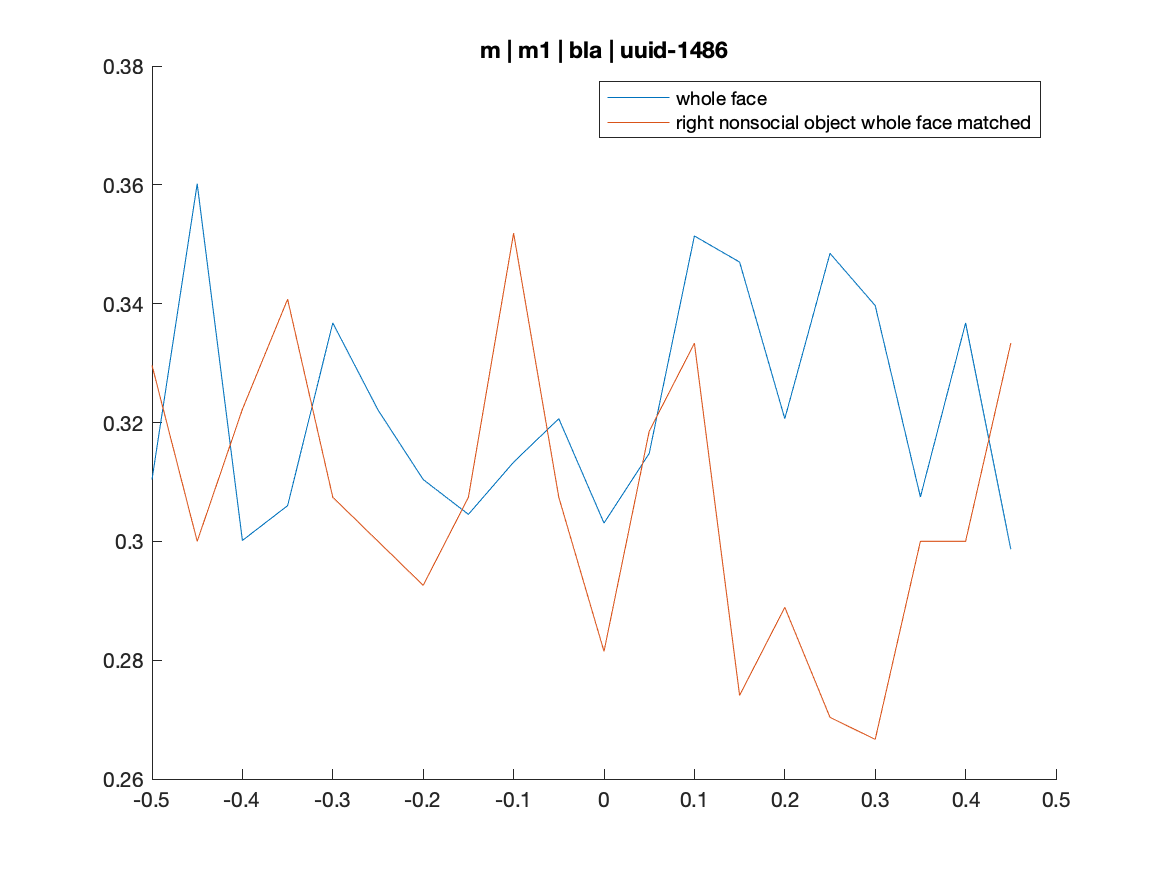 m | m1 | bla | uuid-1486
whole face
right nonsocial object whole face matched
0.38
0.36
0.34
0.32
0.3
0.28
0.26
-0.5 -0.4 -0.3 -0.2 -0.1 0 0.1 0.2 0.3 0.4 0.5